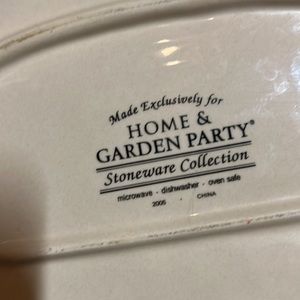 Made Exclusively for
HOME &
GARDEN PARTY®
Stoneware Collection
microwave · dishwasher · oven safe
2005 · CHINA